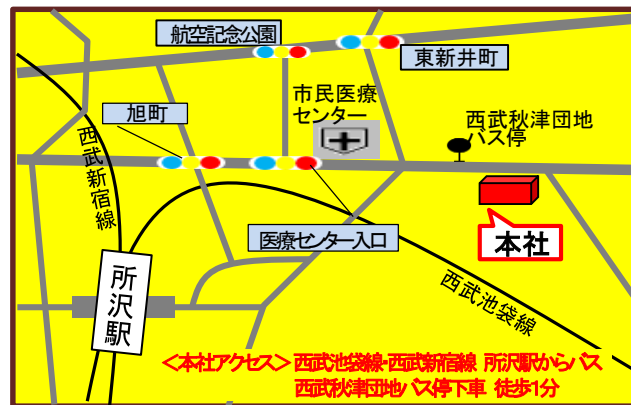 航空記念公園
東新井町
旭町
市民医療
センター
西武秋津団地
バス停
西武新宿線
医療センター入口
本社
所沢駅
西武池袋線
<本社アクセス> 西武池袋線・西武新宿線 所沢駅からバス
西武秋津団地バス停下車 徒歩1分